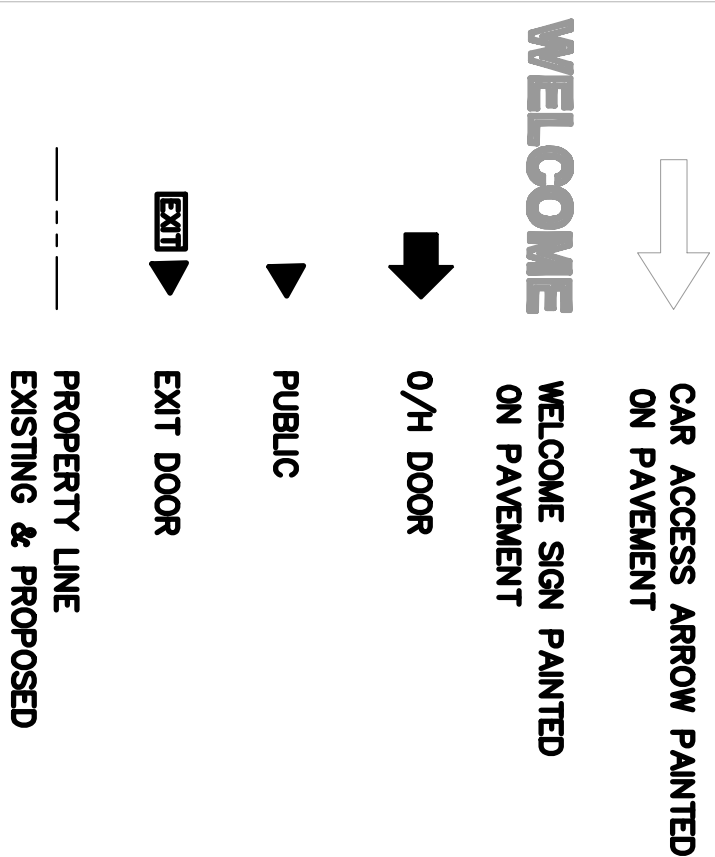 CAR ACCESS ARROW PAINTED
ON PAVEMENT
WELCOME
WELCOME SIGN PAINTED
ON PAVEMENT
O/H DOOR
PUBLIC
EXIT
EXIT DOOR
PROPERTY LINE
EXISTING & PROPOSED